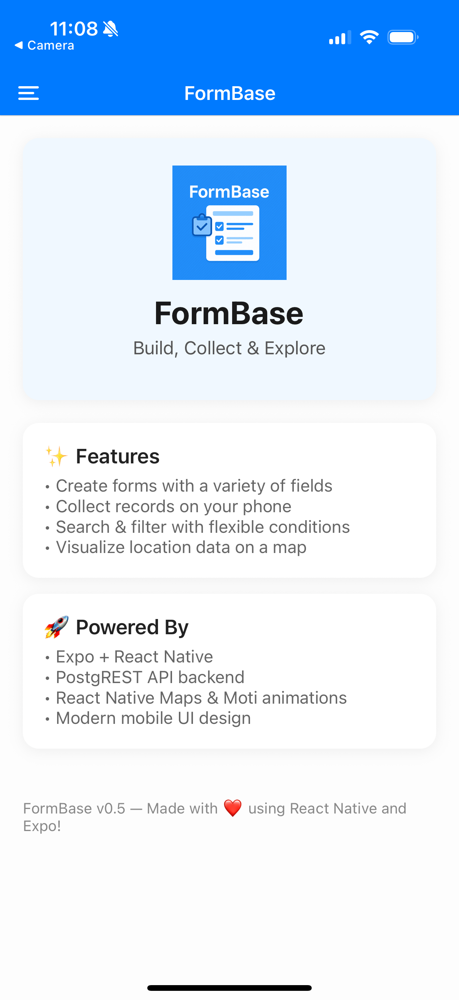 11:08
◀ Camera
FormBase
FormBase
FormBase
Build, Collect & Explore
✨ Features
• Create forms with a variety of fields
• Collect records on your phone
• Search & filter with flexible conditions
• Visualize location data on a map
🚀 Powered By
• Expo + React Native
• PostgREST API backend
• React Native Maps & Moti animations
• Modern mobile UI design
FormBase v0.5 — Made with ❤️ using React Native and
Expo!